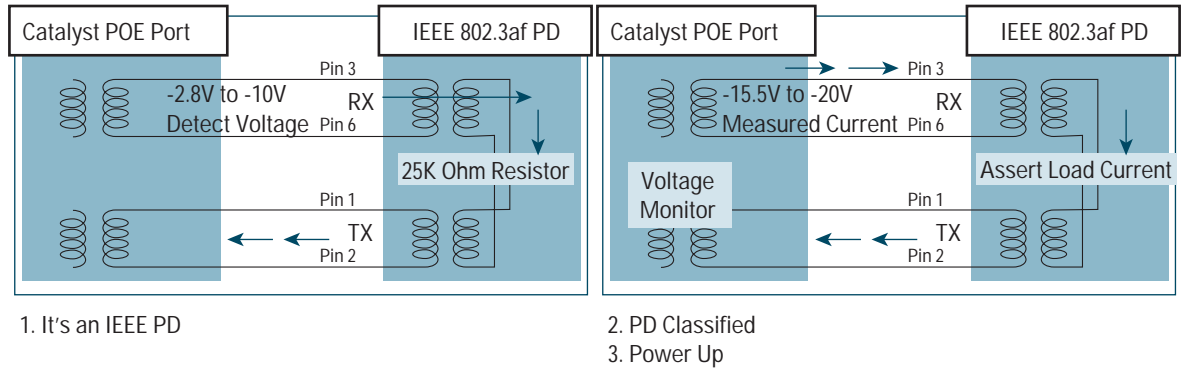 Catalyst POE Port
IEEE 802.3af PD
Pin 3
-2.8V to -10V
RX
Detect Voltage
Pin 6
25K Ohm Resistor
Pin 1
TX
Pin 2
1. It's an IEEE PD
Catalyst POE Port
IEEE 802.3af PD
Pin 3
-15.5V to -20V
RX
Measured Current
Pin 6
Assert Load Current
Voltage
Monitor
Pin 1
TX
Pin 2
2. PD Classified
3. Power Up